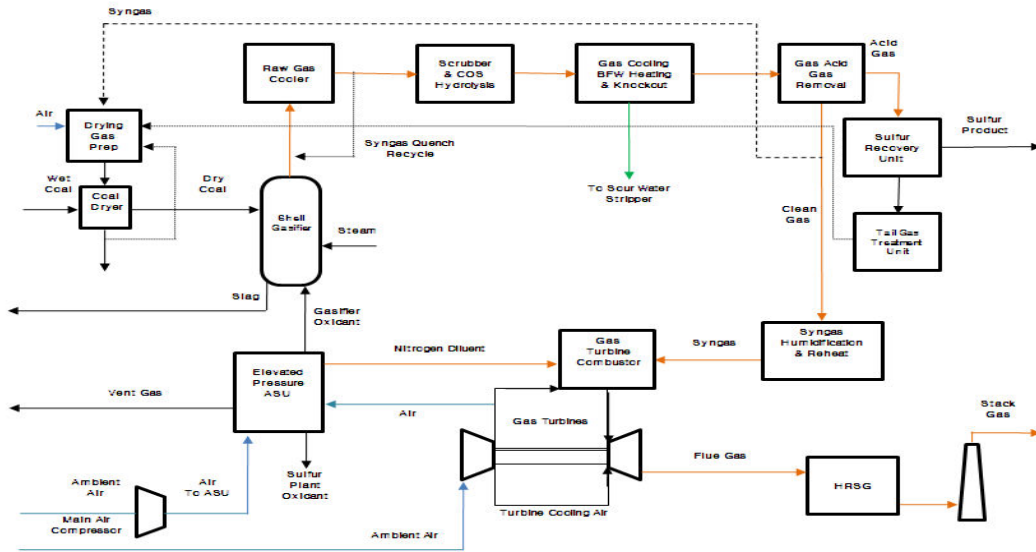 Syngas
Acid
Gas
Raw Gas
Cooler
Scrubber
& COS
Hydrolysis
Gas Cooling
BFW Heating
& Knockout
Gas Acid
Gas
Removal
Air
Drying
Gas
Prep
Syngas Quench
Recycle
Sulfur
Recovery
Unit
Sulfur
Product
Wet
Coal
Dry
Coal
Coal
Dryer
To Sour Water
Stripper
Shell
Gasifier
Steam
Clean
Gas
Tail Gas
Treatment
Unit
Slag
Gasifier
Oxidant
Elevated
Pressure
ASU
Nitrogen Diluent
Gas
Turbine
Combustor
Syngas
Syngas
Humidification
& Reheat
Vent Gas
Air
Gas Turbines
Stack
Gas
Sulfur
Plant
Oxidant
Flue Gas
HRSG
Ambient
Air
Air
To ASU
Main Air
Compressor
Turbine Cooling Air
Ambient Air